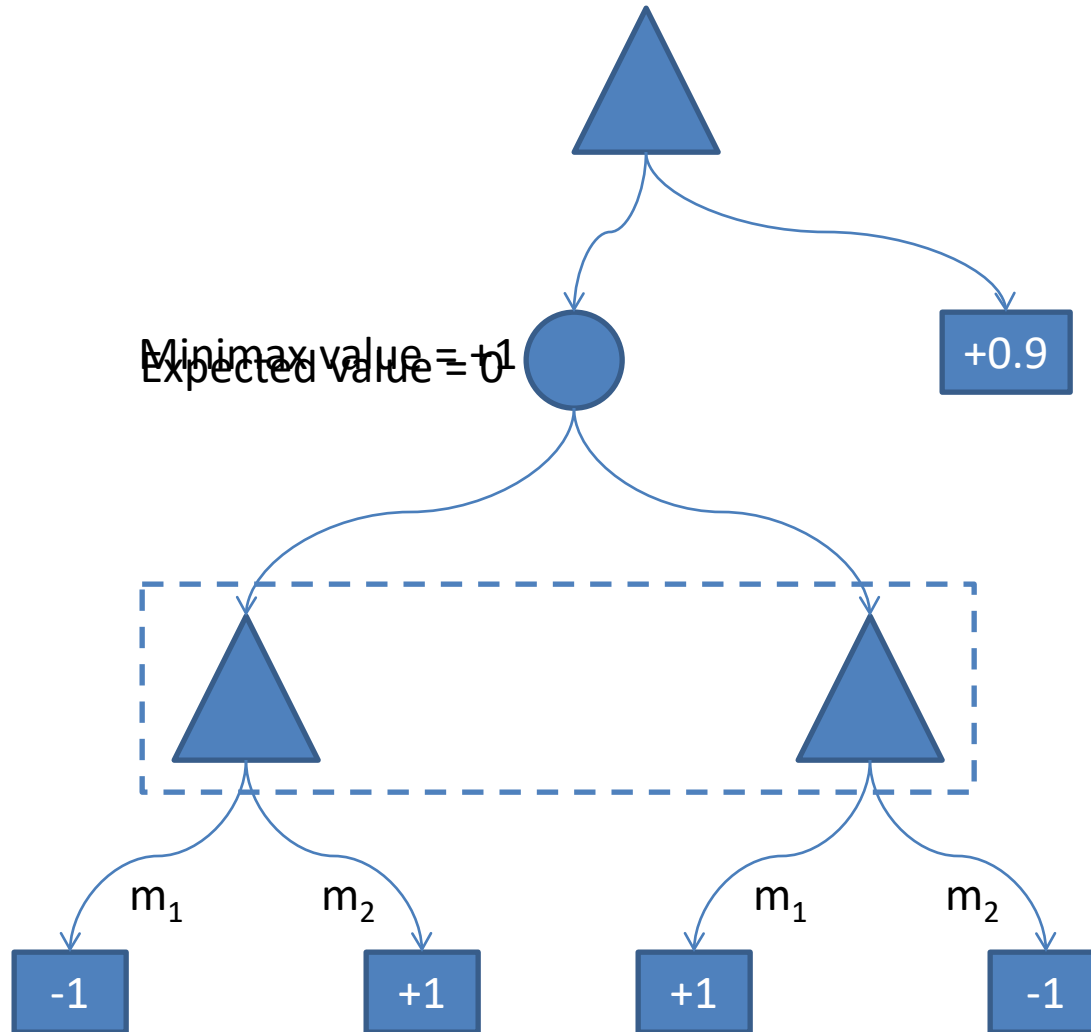 Minimax value = +1
Expected value = 0
+0.9
m₁
m₂
m₁
m₂
-1
+1
+1
-1